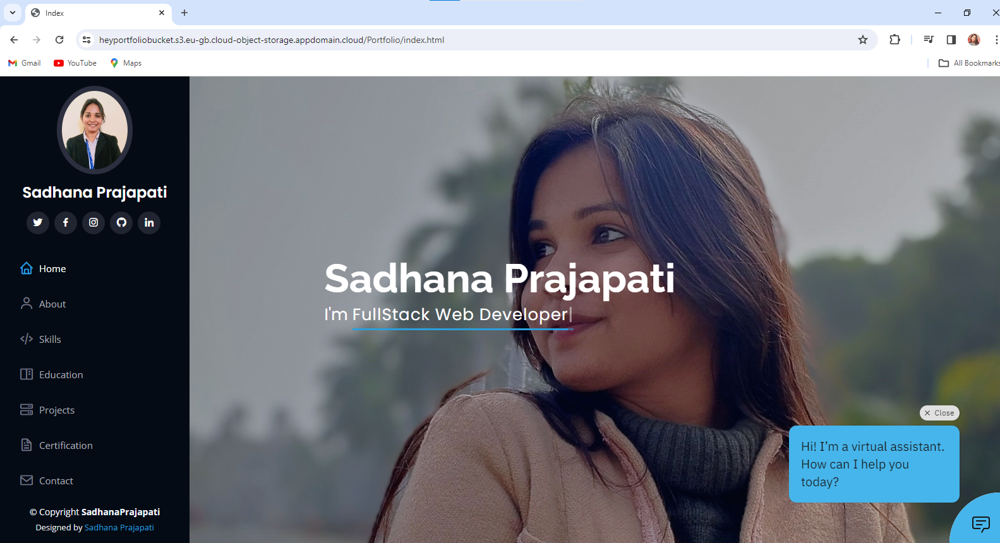 Index
heyportfoliobucket.s3.eu-gb.cloud-object-storage.appdomain.cloud/Portfolio/index.html
Gmail
YouTube
Maps
All Bookmarks
Sadhana Prajapati
Home
About
Skills
Education
Projects
Certification
Contact
© Copyright SadhanaPrajapati
Designed by Sadhana Prajapati
Sadhana Prajapati
I'm FullStack Web Developer
Close
Hi! I’m a virtual assistant.
How can I help you
today?